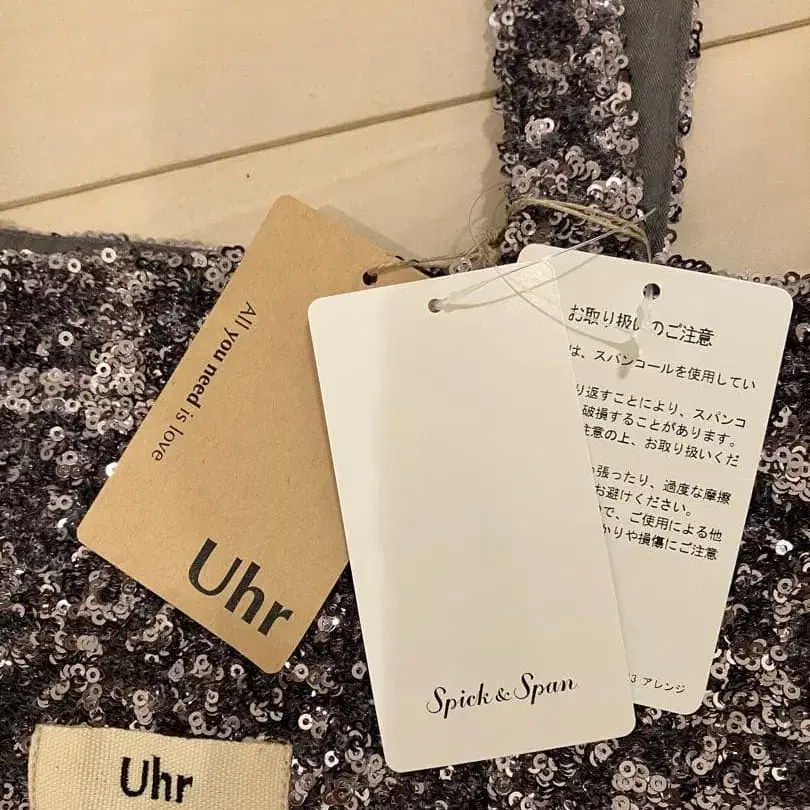 All you need is love
Uhr
Spick & Span
お取り扱いのご注意
は、スパンコールを使用してい
り返すことにより、スパンコ
破損することがあります。
注意の上、お取り扱いくだ
張ったり、過度な摩擦
お避けください。
で、ご使用による他
かりや損傷にご注意
3 アレンジ
Uhr